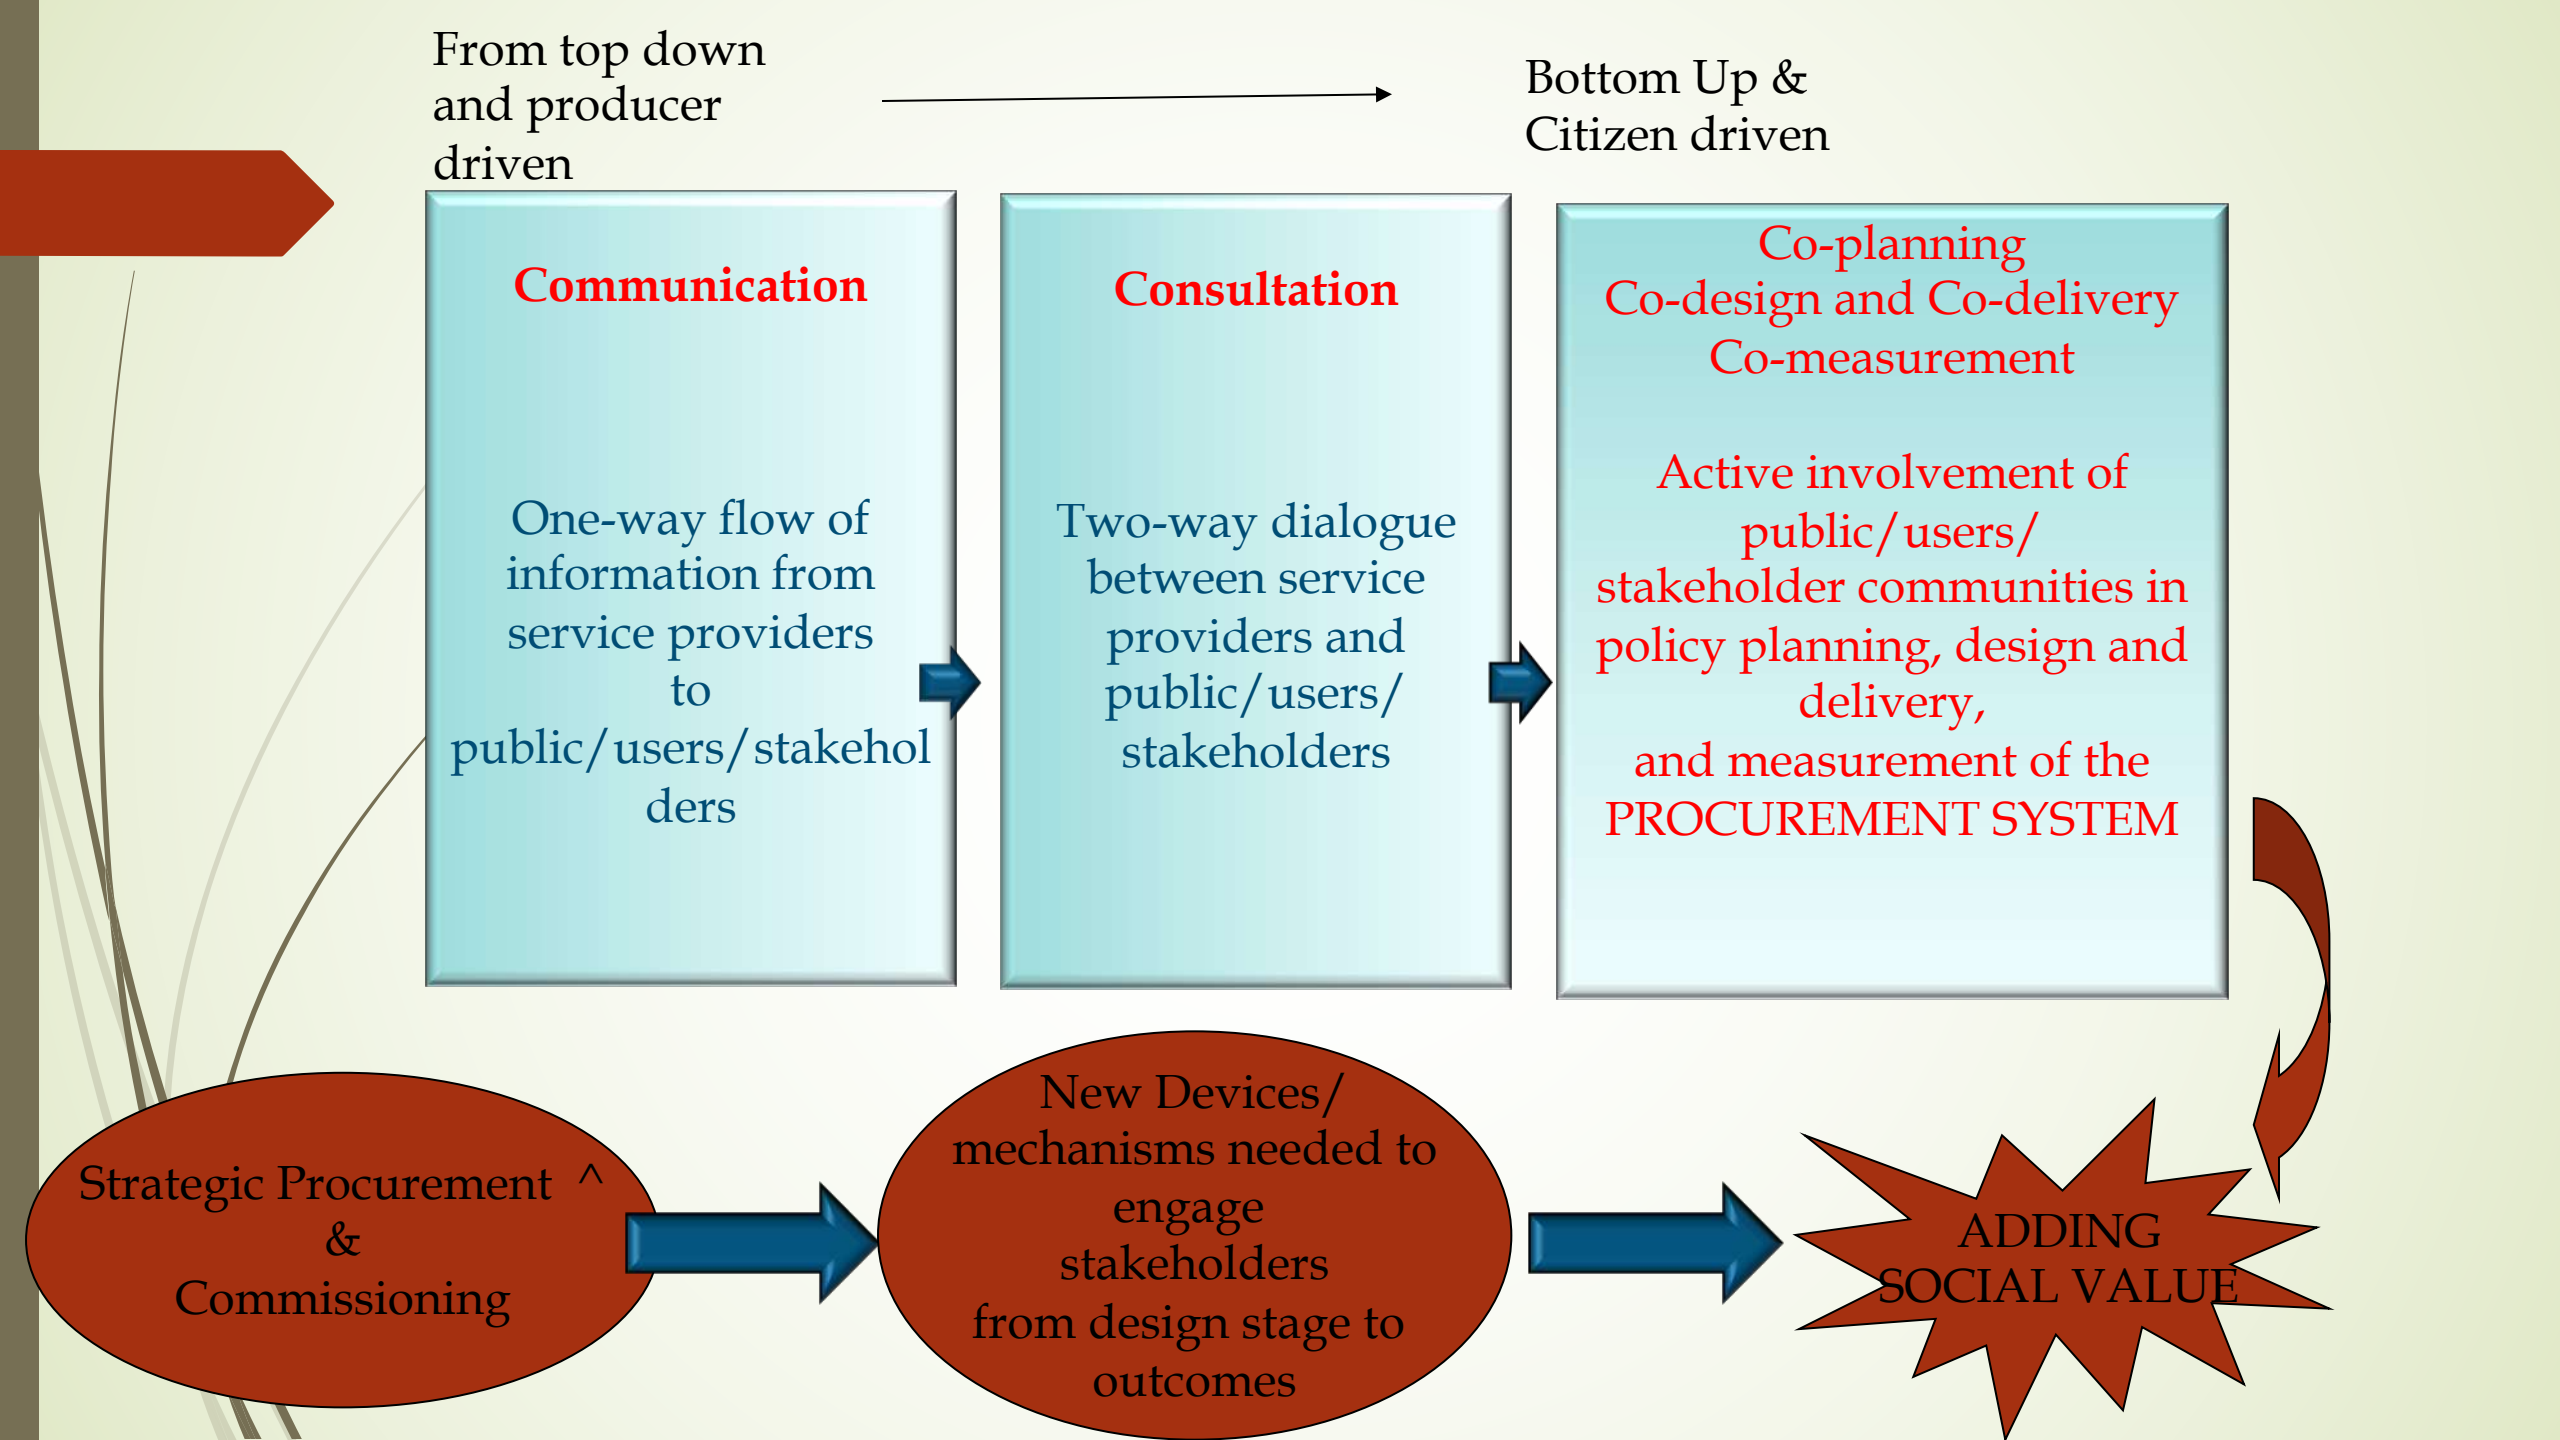 From top down
and producer
driven
Bottom Up &
Citizen driven
Communication
One-way flow of
information from
service providers
to
public/users/stakehol
ders
Consultation
Two-way dialogue
between service
providers and
public/users/
stakeholders
Co-planning
Co-design and Co-delivery
Co-measurement
Active involvement of
public/users/
stakeholder communities in
policy planning, design and
delivery,
and measurement of the
PROCUREMENT SYSTEM
Strategic Procurement ^
&
Commissioning
New Devices/
mechanisms needed to
engage
stakeholders
from design stage to
outcomes
ADDING
SOCIAL VALUE